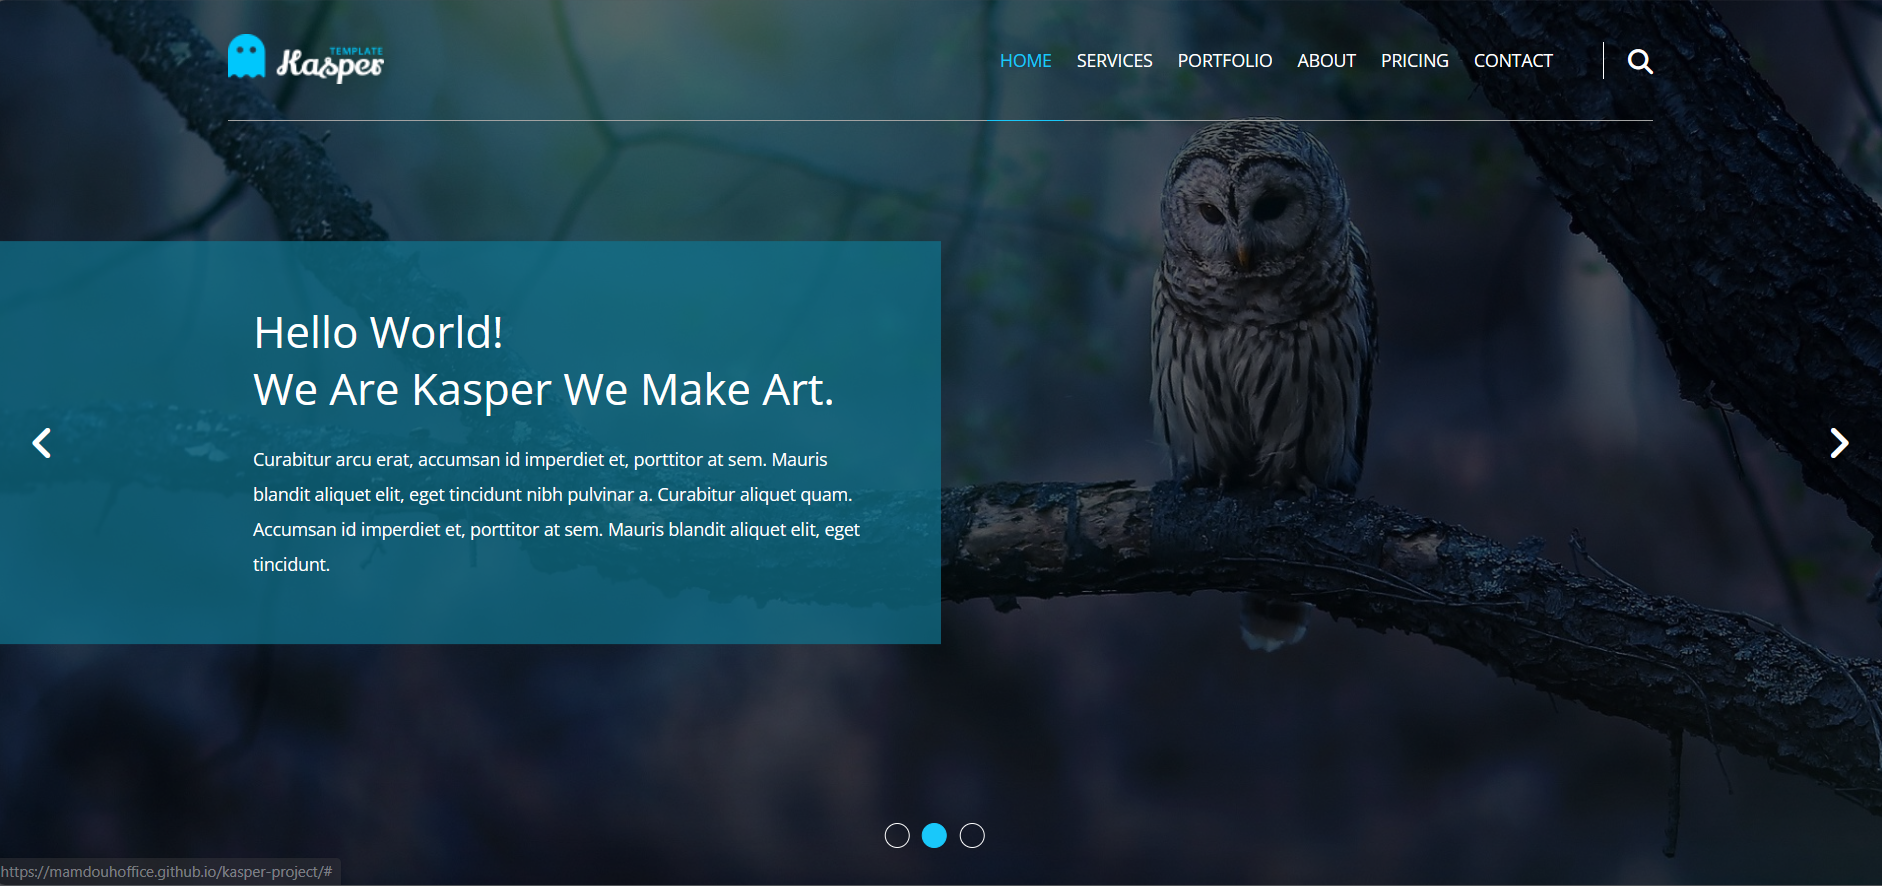 TEMPLATE
Kasper
HOME SERVICES PORTFOLIO ABOUT PRICING CONTACT
Hello World!
We Are Kasper We Make Art.
Curabitur arcu erat, accumsan id imperdiet et, porttitor at sem. Mauris
blandit aliquet elit, eget tincidunt nibh pulvinar a. Curabitur aliquet quam.
Accumsan id imperdiet et, porttitor at sem. Mauris blandit aliquet elit, eget
tincidunt.
https://mamdouhoffice.github.io/kasper-project/#